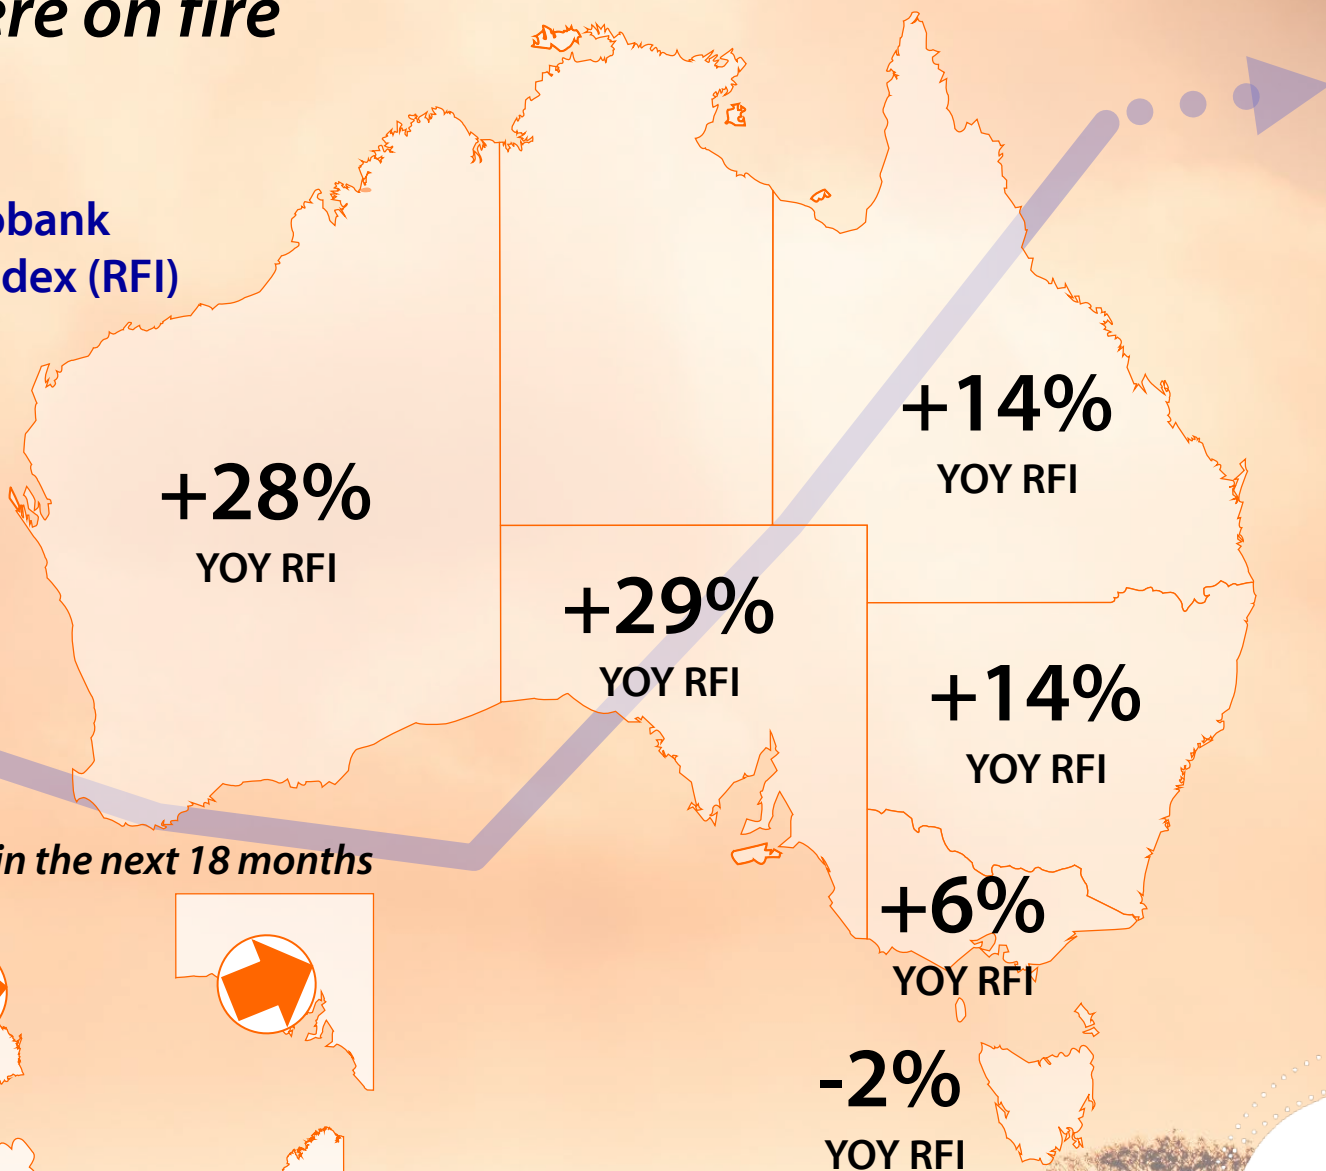 ere on fire
obank
dex (RFI)
+14%
YOY RFI
+28%
YOY RFI
+29%
YOY RFI
+14%
YOY RFI
in the next 18 months
+6%
YOY RFI
-2%
YOY RFI